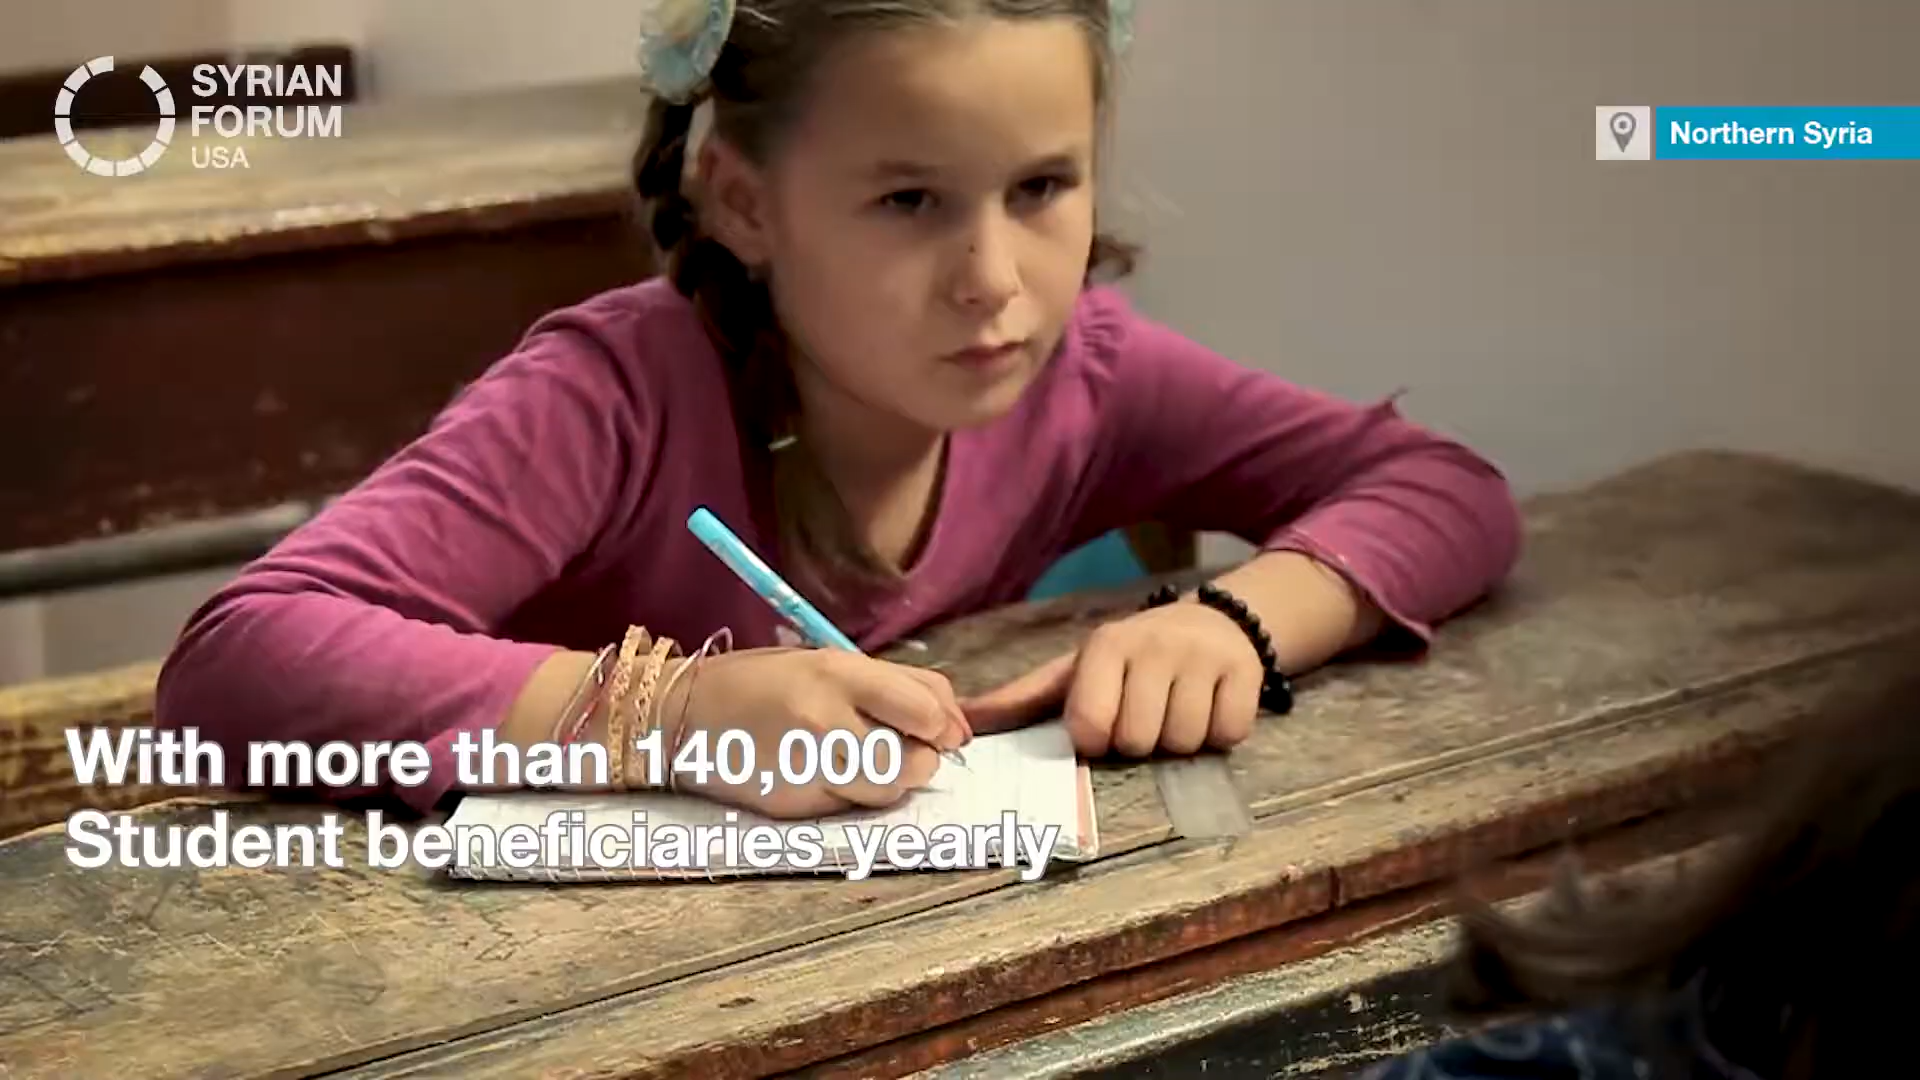 SYRIAN
FORUM
USA
Northern Syria
With more than 140,000
Student beneficiaries yearly